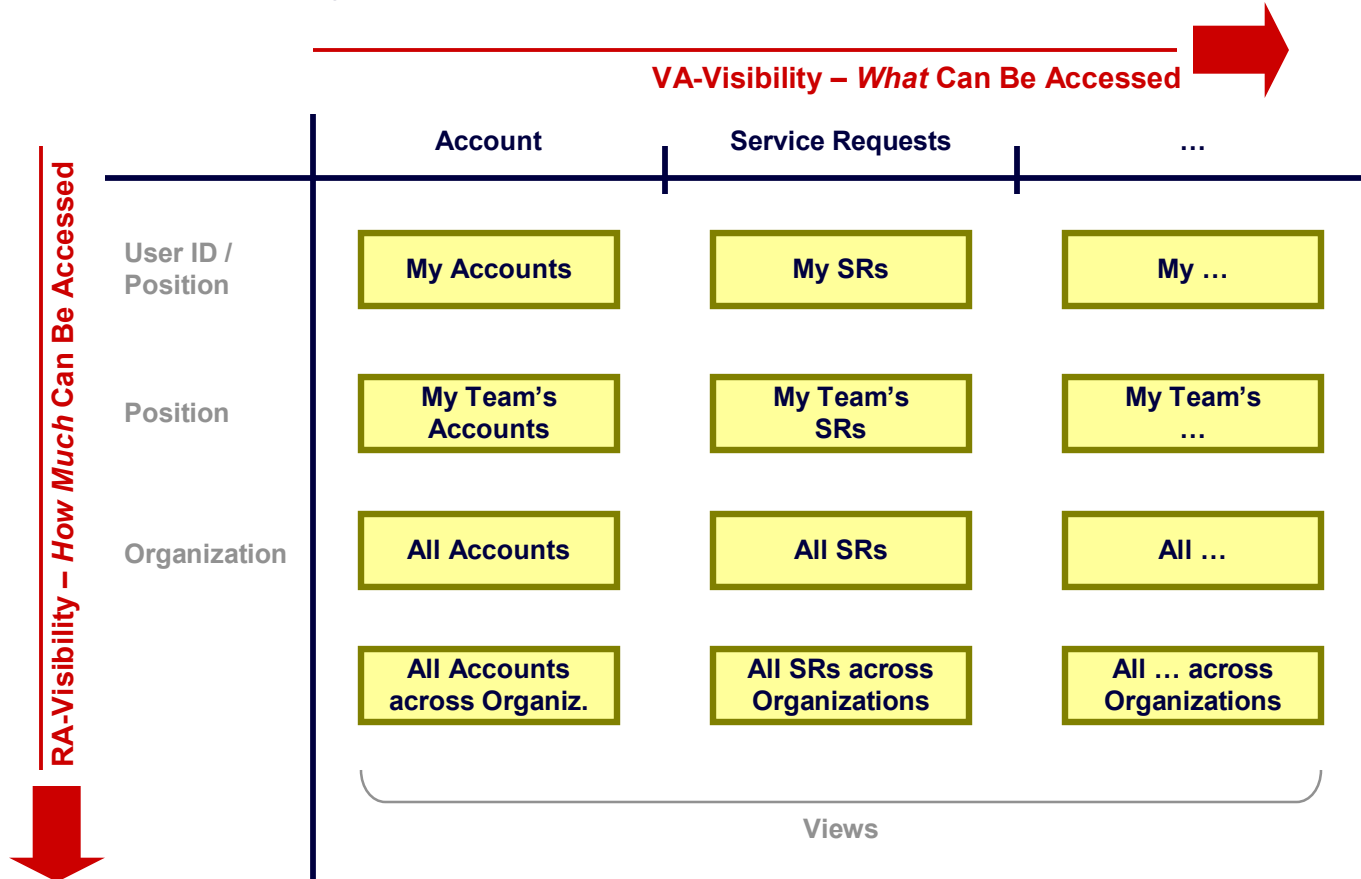 VA-Visibility – What Can Be Accessed
Account
Service Requests
…
RA-Visibility – How Much Can Be Accessed
User ID /
Position
My Accounts
My SRs
My …
Position
My Team’s
Accounts
My Team’s
SRs
My Team’s
…
Organization
All Accounts
All SRs
All …
All Accounts
across Organiz.
All SRs across
Organizations
All … across
Organizations
Views